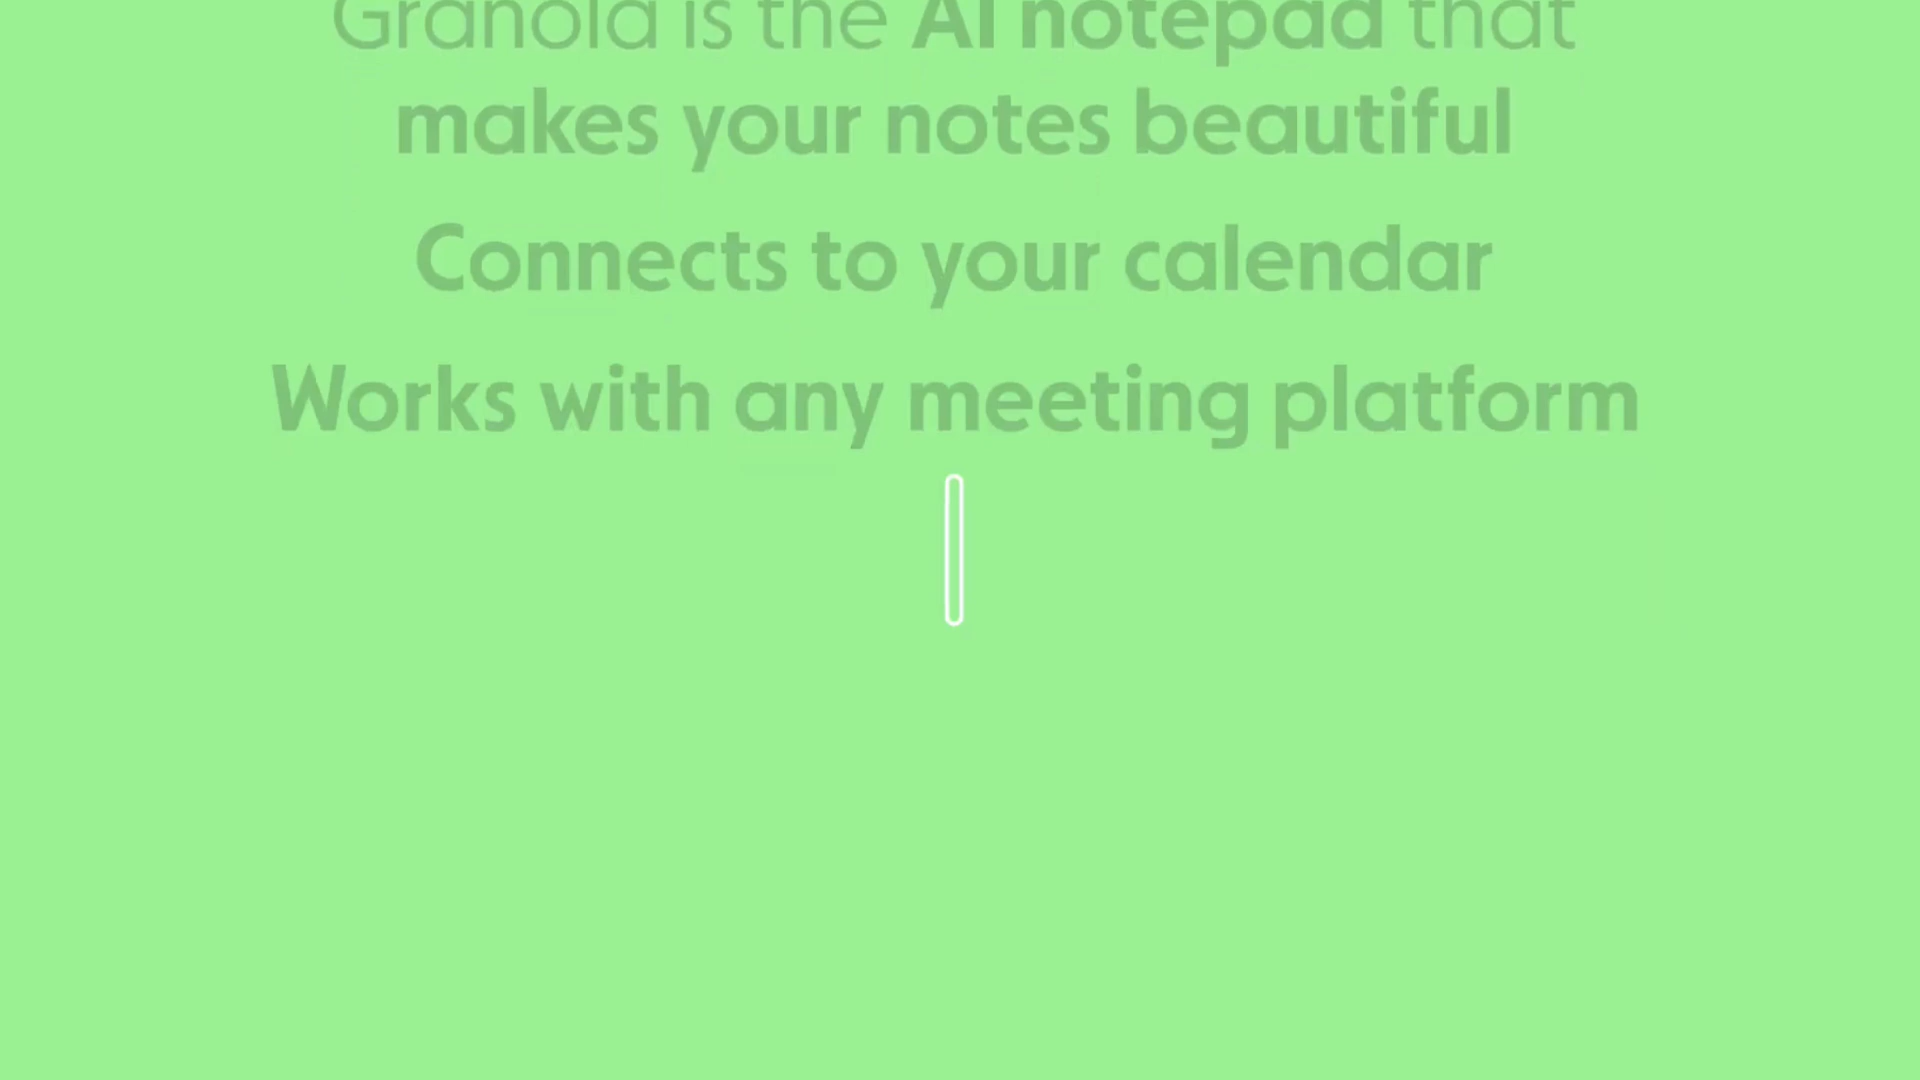 Granola is the AI notepad that
makes your notes beautiful
Connects to your calendar
Works with any meeting platform